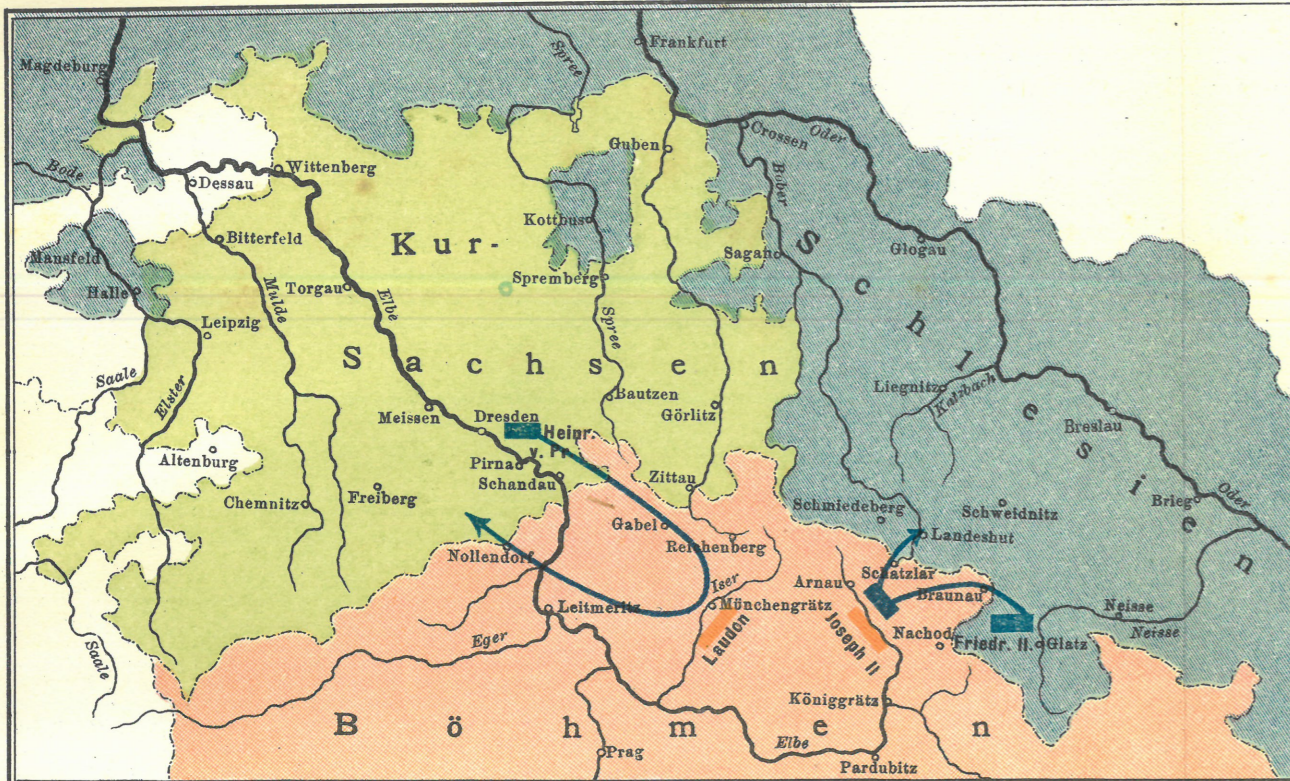 Magdeburg
Spree
Frankfurt
Oder
Crossen
Guben
Bode
Wittenberg
Dessau
Bober
Bitterfeld
Kottbus
Kur-
Glogau
Mansfeld
Sagan
Halle
Torgau
Elbe
Spremberg
Mulde
Leipzig
Spree
Schlesien
Sachsen
Saale
Elster
Liegnitz
Katzbach
Bautzen
Görlitz
Meissen
Dresden
Heinr.
v. Pr
Breslau
Altenburg
Pirna
Schandau
Zittau
Chemnitz
Freiberg
Schmiedeberg
Schweidnitz
Brieg
Oder
Gabel
Landeshut
Nollendorf
Reichenberg
Schatzlar
Iser
Arnau
Braunau
Leitmeritz
Münchengrätz
Neisse
Neisse
Eger
Laudon
Joseph II
Nachod
Friedr. II.
Glatz
Saale
Königgrätz
Böhmen
Elbe
Prag
Pardubitz